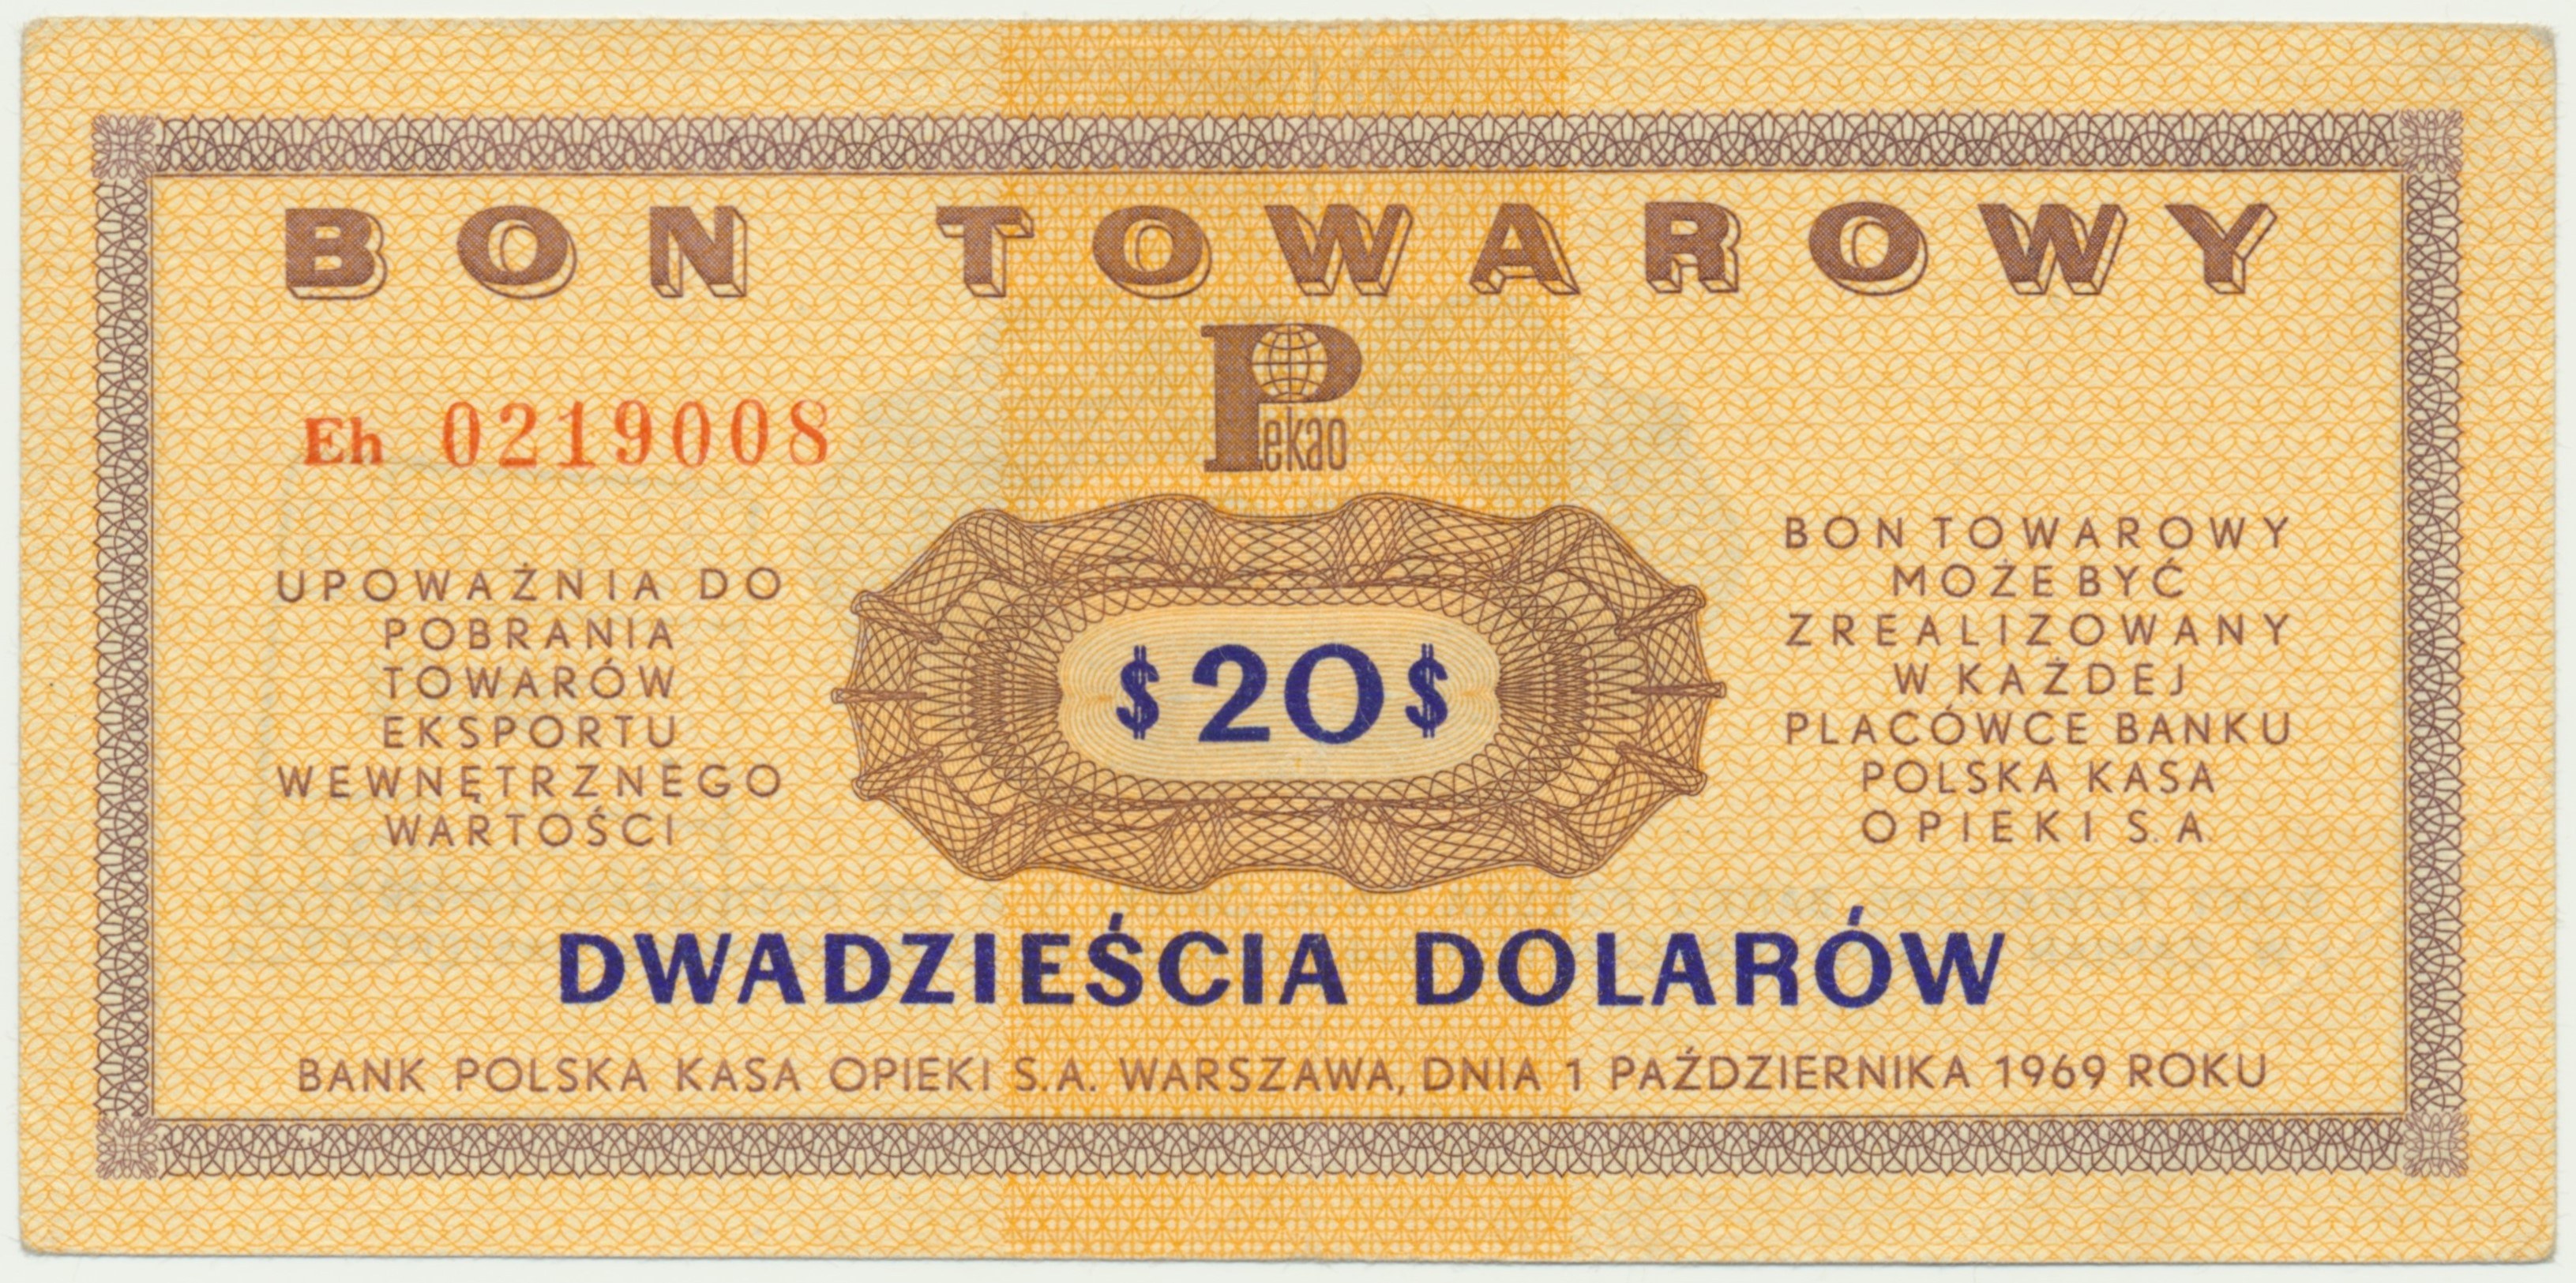 BON TOWAROWY
Pekao
Eh 0219008
UPOWAŻNIA DO
POBRANIA
TOWARÓW
EKSPORTU
WEWNĘTRZNEGO
WARTOŚCI
$20$
BON TOWAROWY
MOŻE BYĆ
ZREALIZOWANY
W KAŻDEJ
PLACÓWCE BANKU
POLSKA KASA
OPIEKI S.A.
DWADZIEŚCIA DOLARÓW
BANK POLSKA KASA OPIEKI S.A. WARSZAWA, DNIA 1 PAŹDZIERNIKA 1969 ROKU